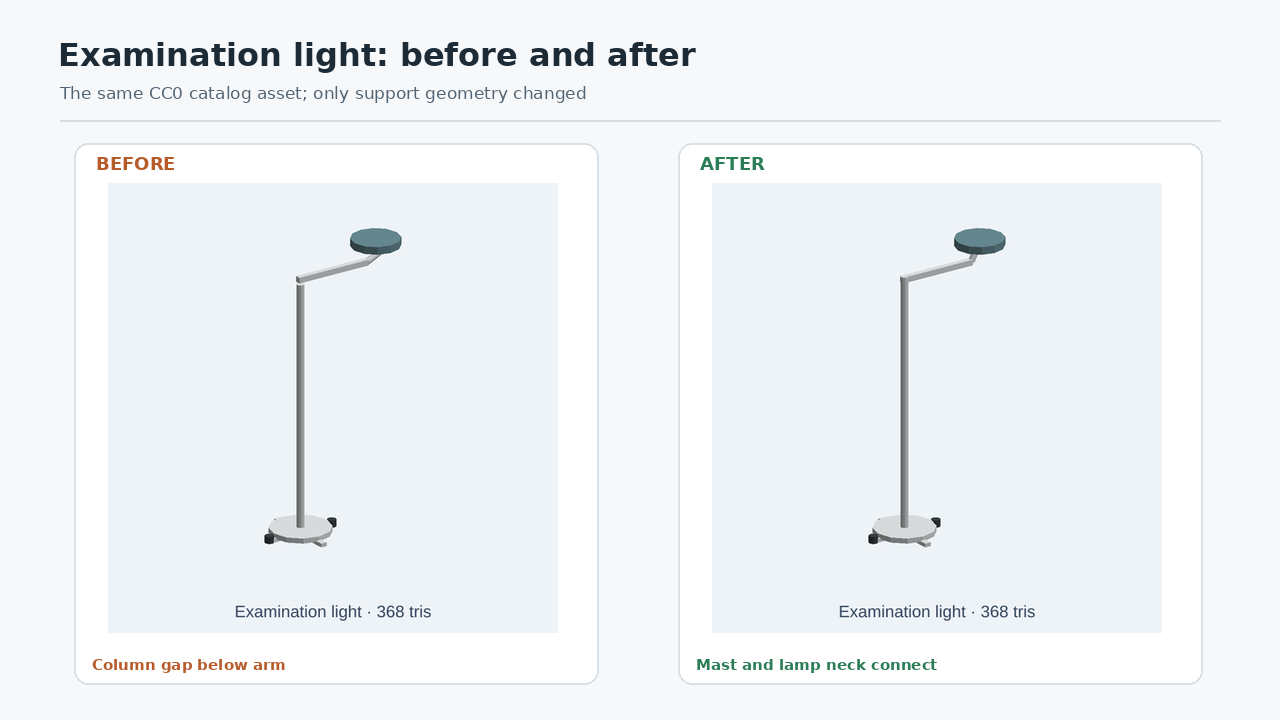 Examination light: before and after
The same CC0 catalog asset; only support geometry changed
BEFORE
Examination light · 368 tris
Column gap below arm
AFTER
Examination light · 368 tris
Mast and lamp neck connect